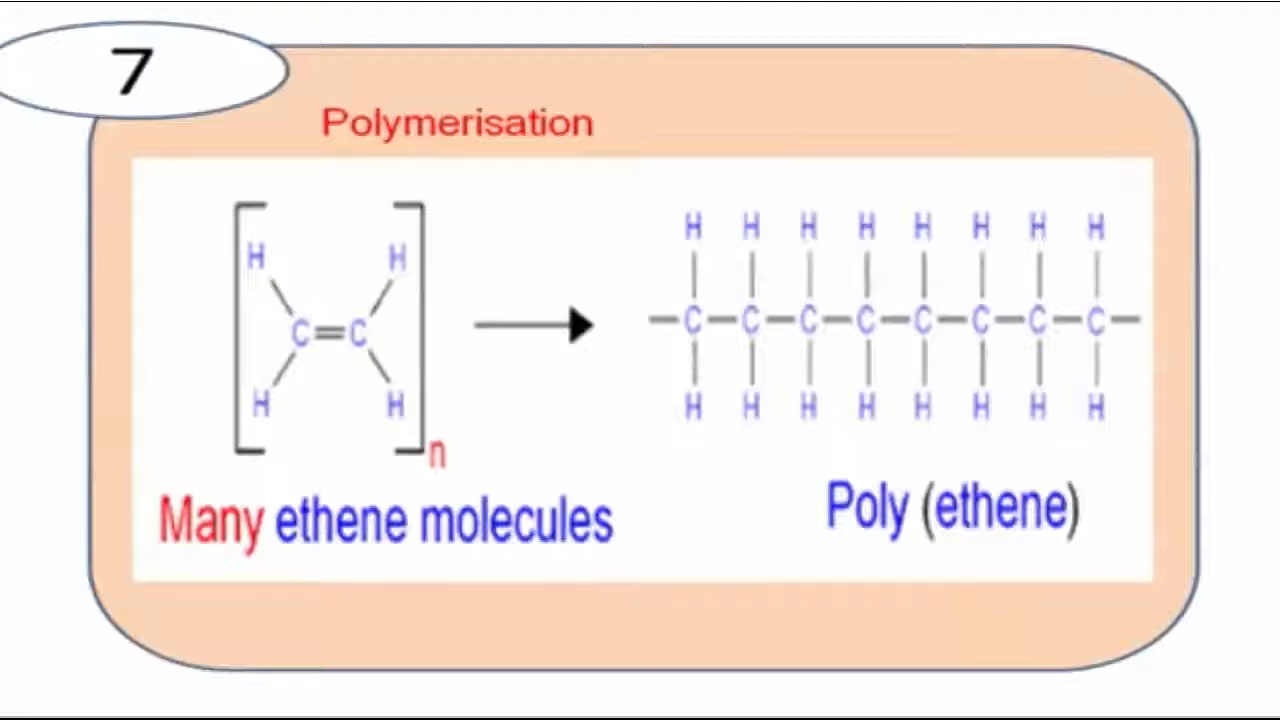 7
Polymerisation
H H H H H H H H H H
C=C -C-C-C-C-C-C-C-C-
H H H H H H H H H H
n
Many ethene molecules Poly (ethene)